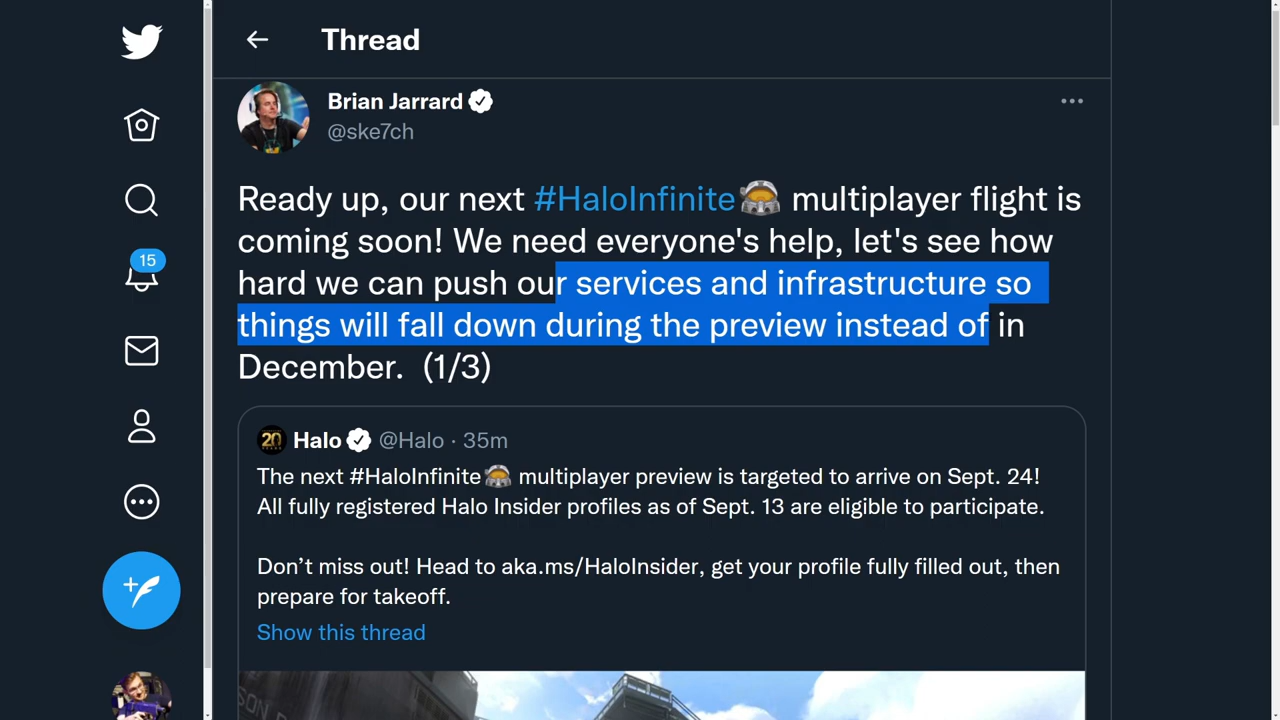 Thread
Brian Jarrard
@ske7ch
Ready up, our next #HaloInfinite multiplayer flight is
coming soon! We need everyone's help, let's see how
hard we can push our services and infrastructure so
things will fall down during the preview instead of in
December. (1/3)
15
20
Halo @Halo · 35m
The next #HaloInfinite multiplayer preview is targeted to arrive on Sept. 24!
All fully registered Halo Insider profiles as of Sept. 13 are eligible to participate.
Don’t miss out! Head to aka.ms/HaloInsider, get your profile fully filled out, then
prepare for takeoff.
Show this thread